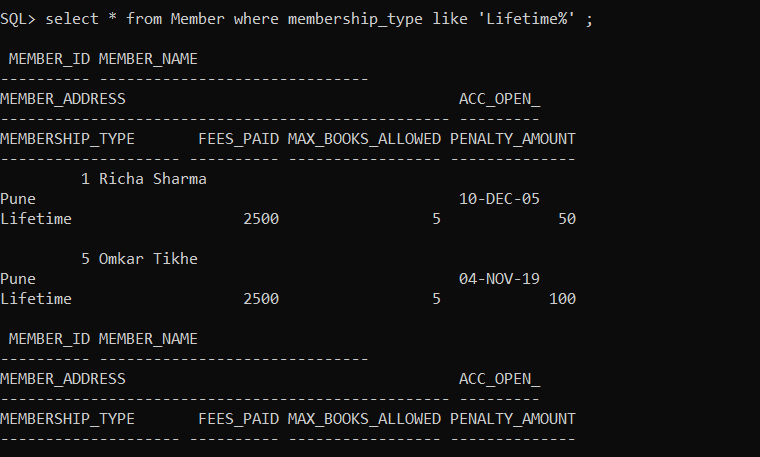 SQL> select * from Member where membership_type like 'Lifetime%' ;
 MEMBER_ID MEMBER_NAME
---------- ------------------------------
MEMBER_ADDRESS                                     ACC_OPEN_
-------------------------------------------------- ---------
MEMBERSHIP_TYPE       FEES_PAID MAX_BOOKS_ALLOWED PENALTY_AMOUNT
-------------------- ---------- ----------------- --------------
         1 Richa Sharma
Pune                                               10-DEC-05
Lifetime                   2500                 5             50
         5 Omkar Tikhe
Pune                                               04-NOV-19
Lifetime                   2500                 5            100
 MEMBER_ID MEMBER_NAME
---------- ------------------------------
MEMBER_ADDRESS                                     ACC_OPEN_
-------------------------------------------------- ---------
MEMBERSHIP_TYPE       FEES_PAID MAX_BOOKS_ALLOWED PENALTY_AMOUNT
-------------------- ---------- ----------------- --------------